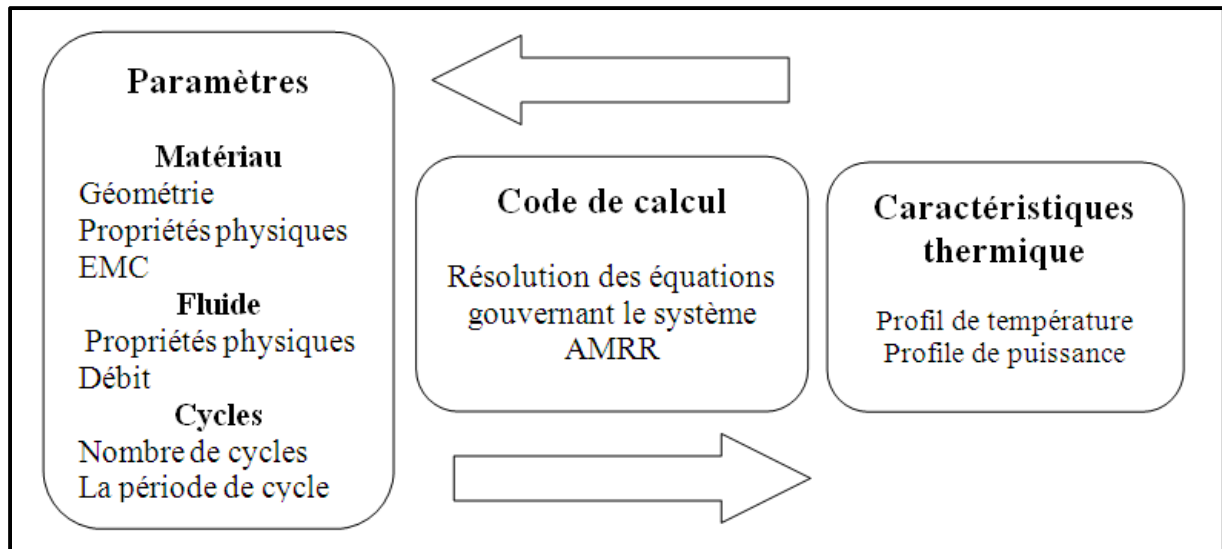 Paramètres
Matériau
Géométrie
Propriétés physiques
EMC
Fluide
Propriétés physiques
Débit
Cycles
Nombre de cycles
La période de cycle
Code de calcul
Résolution des équations
gouvernant le système
AMRR
Caractéristiques
thermique
Profil de température
Profile de puissance